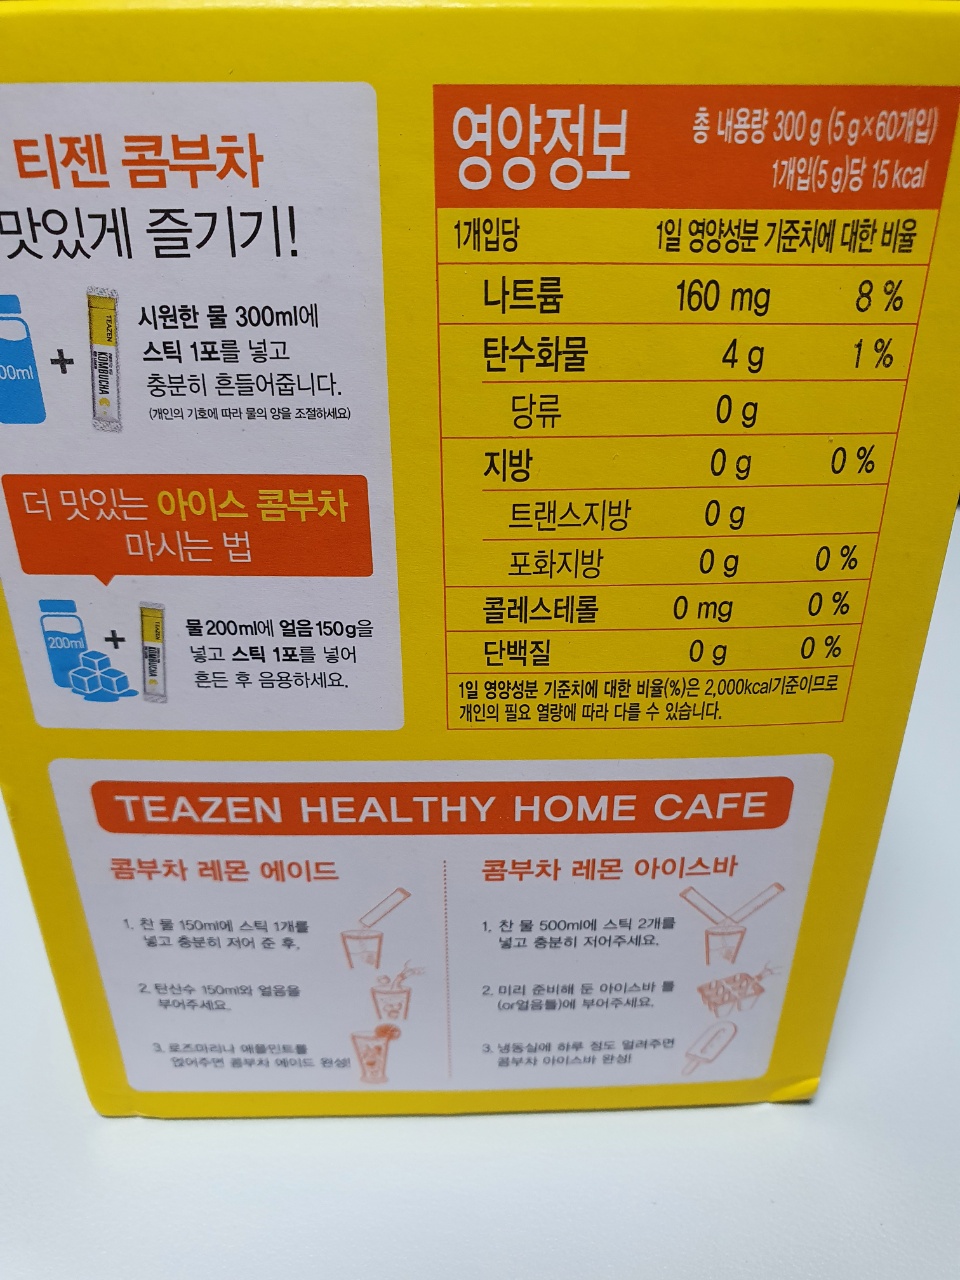 티젠 콤부차
맛있게 즐기기!
00ml
+
TEAZEN
KOMBUCHA
시원한 물 300ml에
스틱 1포를 넣고
충분히 흔들어줍니다.
(개인의 기호에 따라 물의 양을 조절하세요)
더 맛있는 아이스 콤부차
마시는 법
200ml
+
TEAZEN
KOMBUCHA
물 200ml에 얼음 150g을
넣고 스틱 1포를 넣어
흔든 후 음용하세요.
영양정보
총 내용량 300 g (5 g×60개입)
1개입(5 g)당 15 kcal
1개입당 1일 영양성분 기준치에 대한 비율
나트륨 160 mg 8 %
탄수화물 4 g 1 %
당류 0 g
지방 0 g 0 %
트랜스지방 0 g
포화지방 0 g 0 %
콜레스테롤 0 mg 0 %
단백질 0 g 0 %
1일 영양성분 기준치에 대한 비율(%)은 2,000kcal기준이므로
개인의 필요 열량에 따라 다를 수 있습니다.
TEAZEN HEALTHY HOME CAFE
콤부차 레몬 에이드
1. 찬 물 150ml에 스틱 1개를
넣고 충분히 저어 준 후,
2. 탄산수 150ml와 얼음을
부어주세요.
3. 로즈마리나 애플민트를
얹어주면 콤부차 에이드 완성!
콤부차 레몬 아이스바
1. 찬 물 500ml에 스틱 2개를
넣고 충분히 저어주세요.
2. 미리 준비해 둔 아이스바 틀
(or얼음틀)에 부어주세요.
3. 냉동실에 하루 정도 얼려주면
콤부차 아이스바 완성!